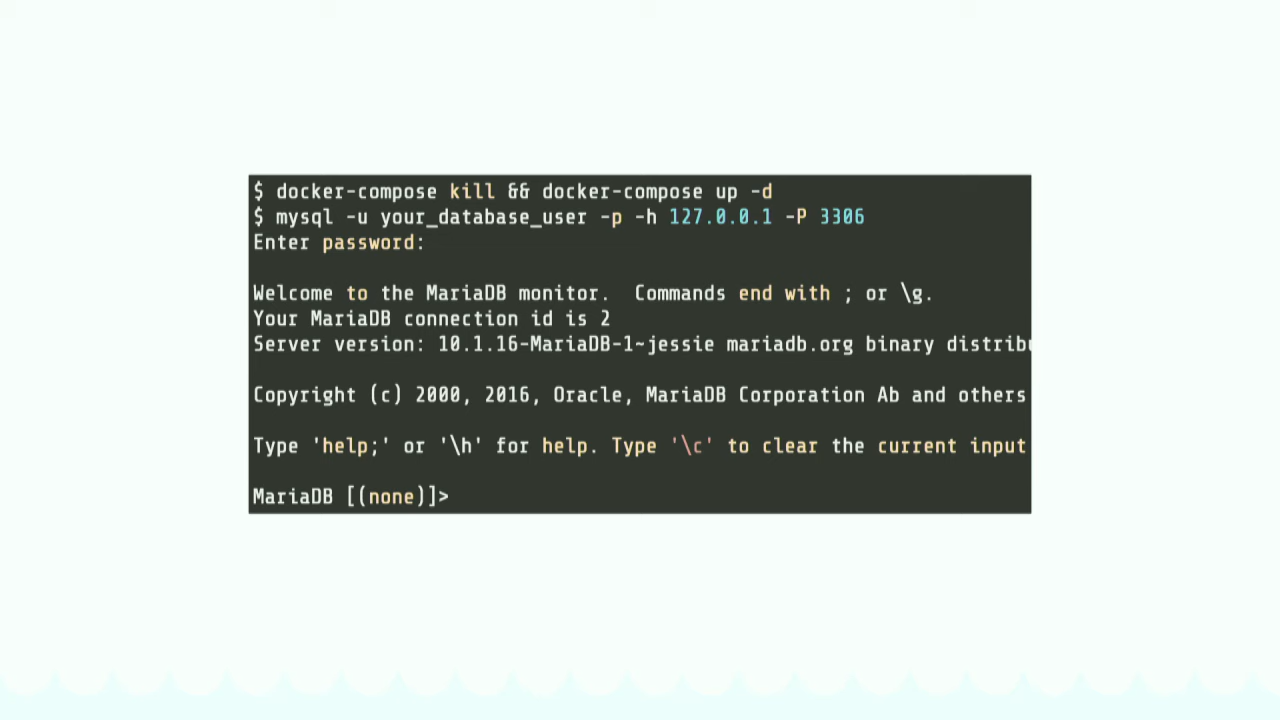 $ docker-compose kill && docker-compose up -d
$ mysql -u your_database_user -p -h 127.0.0.1 -P 3306
Enter password:
Welcome to the MariaDB monitor.  Commands end with ; or \g.
Your MariaDB connection id is 2
Server version: 10.1.16-MariaDB-1~jessie mariadb.org binary distribu
Copyright (c) 2000, 2016, Oracle, MariaDB Corporation Ab and others
Type 'help;' or '\h' for help. Type '\c' to clear the current input
MariaDB [(none)]>